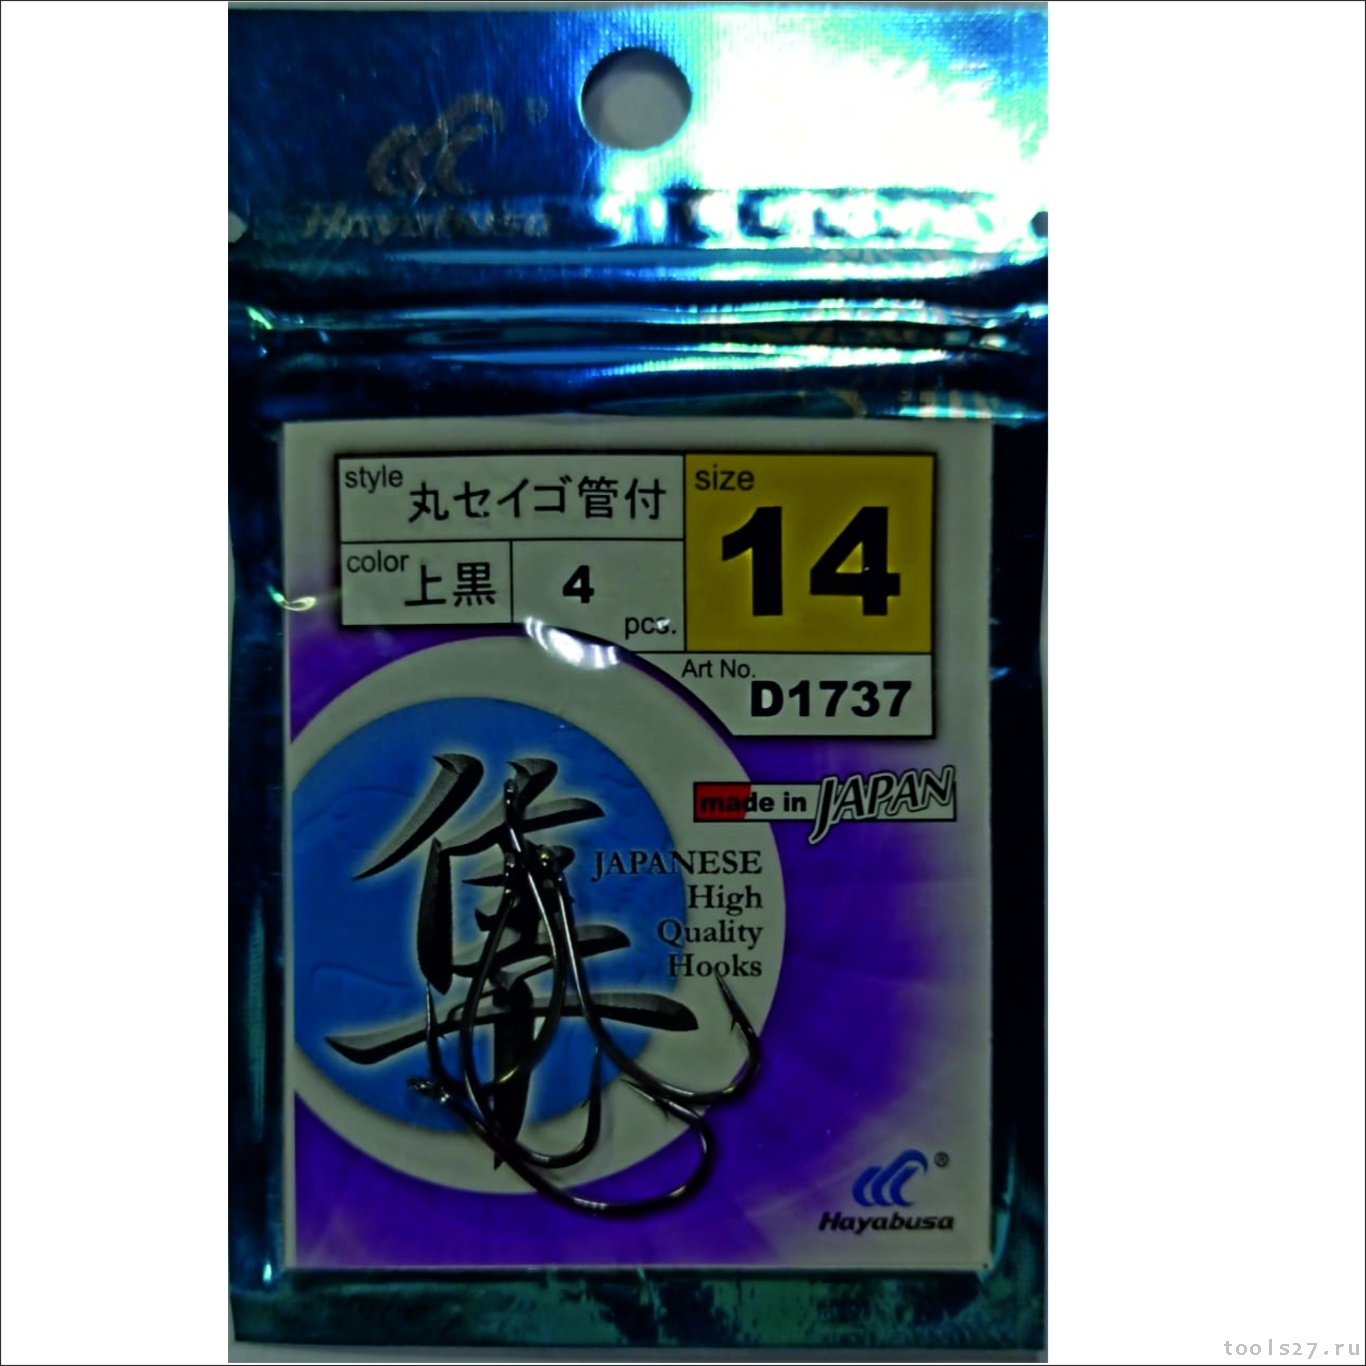 Hayabusa
style 丸セイゴ管付
size 14
color 上黒
4 pcs.
Art No. D1737
made in JAPAN
隼
JAPANESE
High
Quality
Hooks
®
Hayabusa
tools27.ru